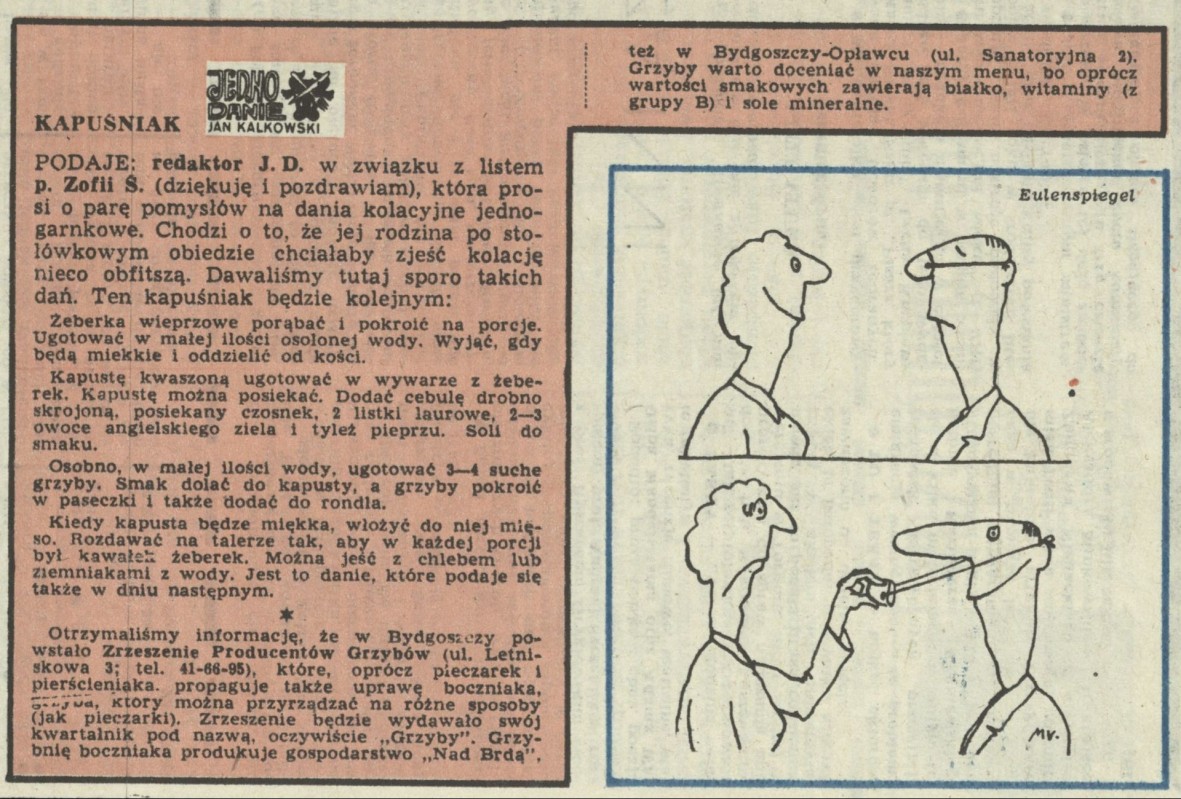 JEDNO
DANIE
JAN KALKOWSKI
KAPUŚNIAK
PODAJE: redaktor J. D. w związku z listem
p. Zofii Ś. (dziękuję i pozdrawiam), która pro-
si o parę pomysłów na dania kolacyjne jedno-
garnkowe. Chodzi o to, że jej rodzina po sto-
łówkowym obiedzie chciałaby zjeść kolację
nieco obfitszą. Dawaliśmy tutaj sporo takich
dań. Ten kapuśniak będzie kolejnym:
Żeberka wieprzowe porąbać i pokroić na porcje.
Ugotować w małej ilości osolonej wody. Wyjąć, gdy
będą miękkie i oddzielić od kości.
Kapustę kwaszoną ugotować w wywarze z żebe-
rek. Kapustę można posiekać. Dodać cebulę drobno
skrojoną, posiekany czosnek, 2 listki laurowe, 2—3
owoce angielskiego ziela i tyleż pieprzu. Soli do
smaku.
Osobno, w małej ilości wody, ugotować 3—4 suche
grzyby. Smak dolać do kapusty, a grzyby pokroić
w paseczki i także dodać do rondla.
Kiedy kapusta będze miękka, włożyć do niej mię-
so. Rozdawać na talerze tak, aby w każdej porcji
był kawałek żeberek. Można jeść z chlebem lub
ziemniakami z wody. Jest to danie, które podaje się
także w dniu następnym.
★
Otrzymaliśmy informację, że w Bydgoszczy po-
wstało Zrzeszenie Producentów Grzybów (ul. Letni-
skowa 3; tel. 41-66-95), które, oprócz pieczarek i
pierścieniaka. propaguje także uprawę boczniaka,
grzyba, który można przyrządzać na różne sposoby
(jak pieczarki). Zrzeszenie będzie wydawało swój
kwartalnik pod nazwą, oczywiście „Grzyby". Grzy-
bnię boczniaka produkuje gospodarstwo „Nad Brdą",
też w Bydgoszczy-Opławcu (ul. Sanatoryjna 2).
Grzyby warto doceniać w naszym menu, bo oprócz
wartości smakowych zawierają białko, witaminy (z
grupy B) i sole mineralne.
Eulenspiegel
MV.